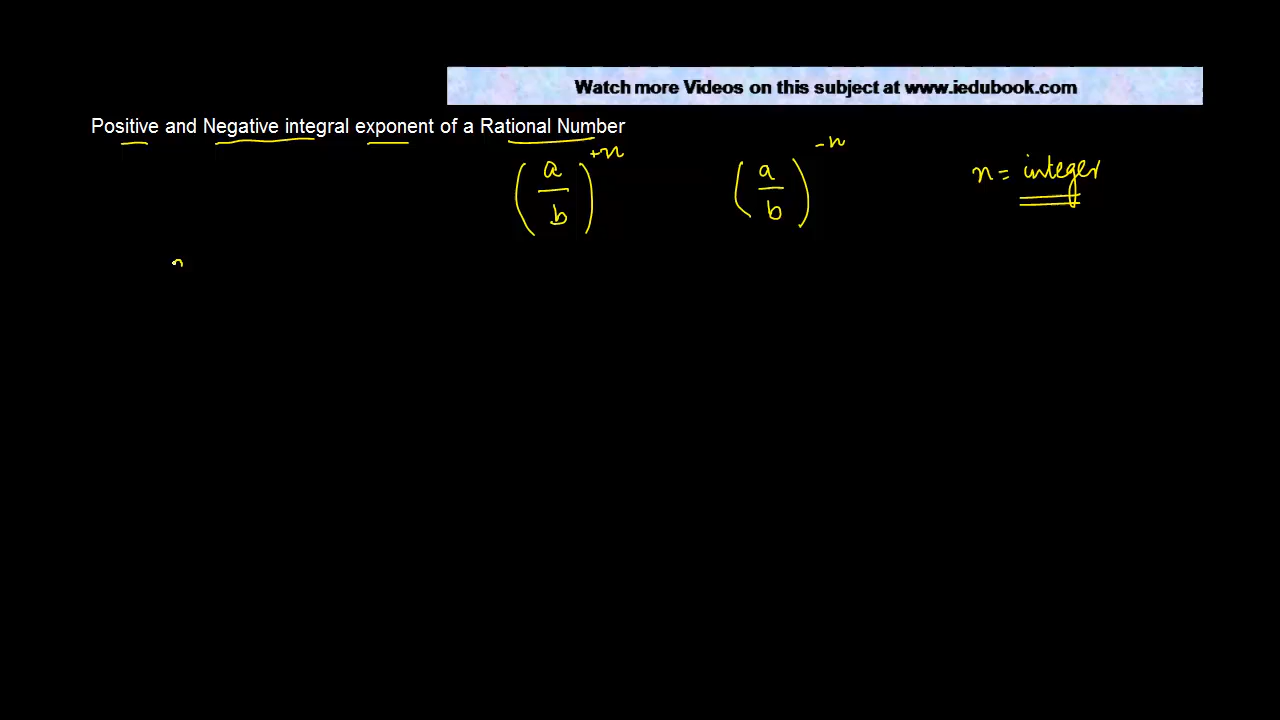 Watch more Videos on this subject at www.iedubook.com
Positive and Negative integral exponent of a Rational Number
(a/b)^+n (a/b)^-n n = integer